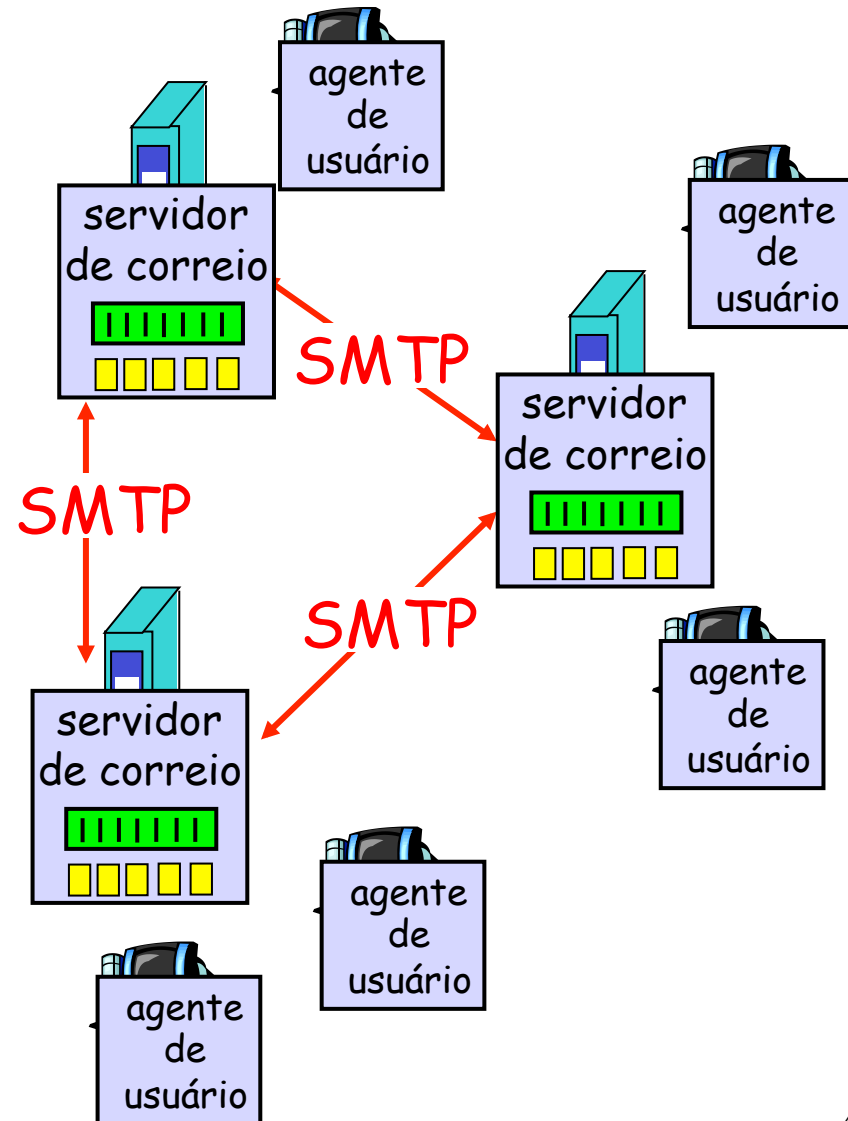 agente
de
usuário
servidor
de correio
agente
de
usuário
SMTP
servidor
de correio
SMTP
SMTP
agente
de
usuário
servidor
de correio
agente
de
usuário
agente
de
usuário